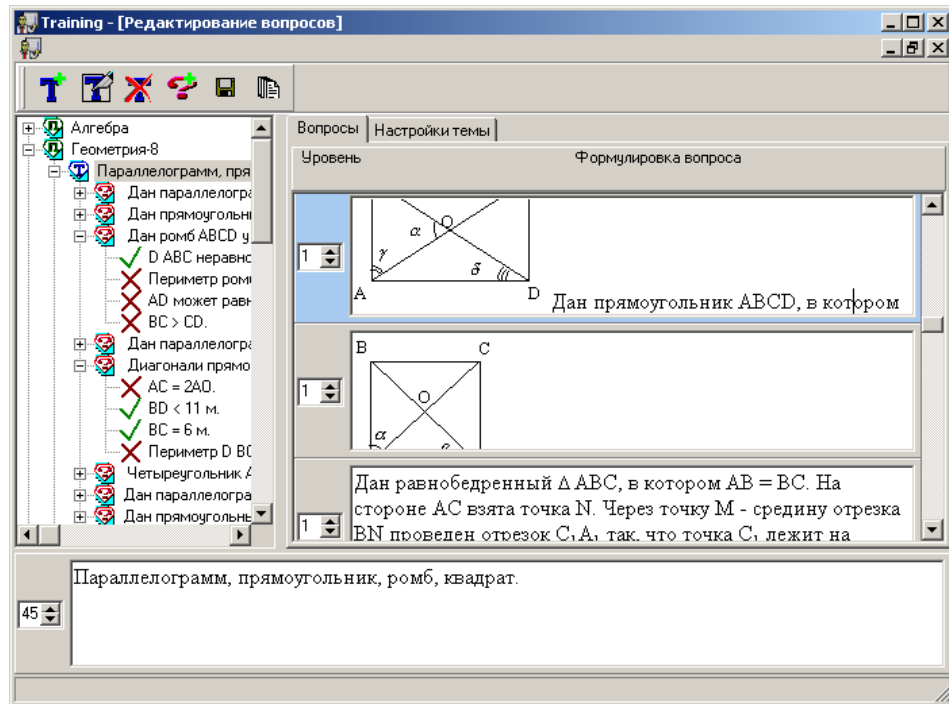 Training - [Редактирование вопросов]
Вопросы
Настройки темы
Уровень
Формулировка вопроса
Алгебра
Геометрия-8
Параллелограмм, пря
Дан параллелогра
Дан прямоугольн
Дан ромб ABCD у
D ABC неравно
Периметр ром
AD может рав
BC > CD.
Дан параллелогра
Диагонали прямо
AC = 2AO.
BD < 11 м.
BC = 6 м.
Периметр D BC
Четыреугольник A
Дан параллелогра
Дан прямоугольн
1
O
α
γ
δ
A
D
Дан прямоугольник ABCD, в котором
1
B
C
O
α
1
Дан равнобедренный Δ ABC, в котором AB = BC. На
стороне AC взята точка N. Через точку M - средину отрезка
BN проведен отрезок C₁A₁ так, что точка C₁ лежит на
45
Параллелограмм, прямоугольник, ромб, квадрат.